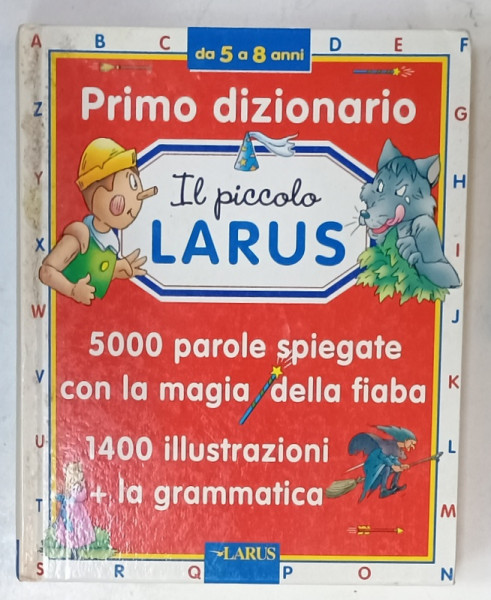 A B C D E F
da 5 a 8 anni
Primo dizionario
Il piccolo
LARUS
5000 parole spiegate
con la magia della fiaba
1400 illustrazioni
+ la grammatica
LARUS
G
H
I
J
K
L
M
N
O
P
Q
R
S
T
U
V
W
X
Y
Z